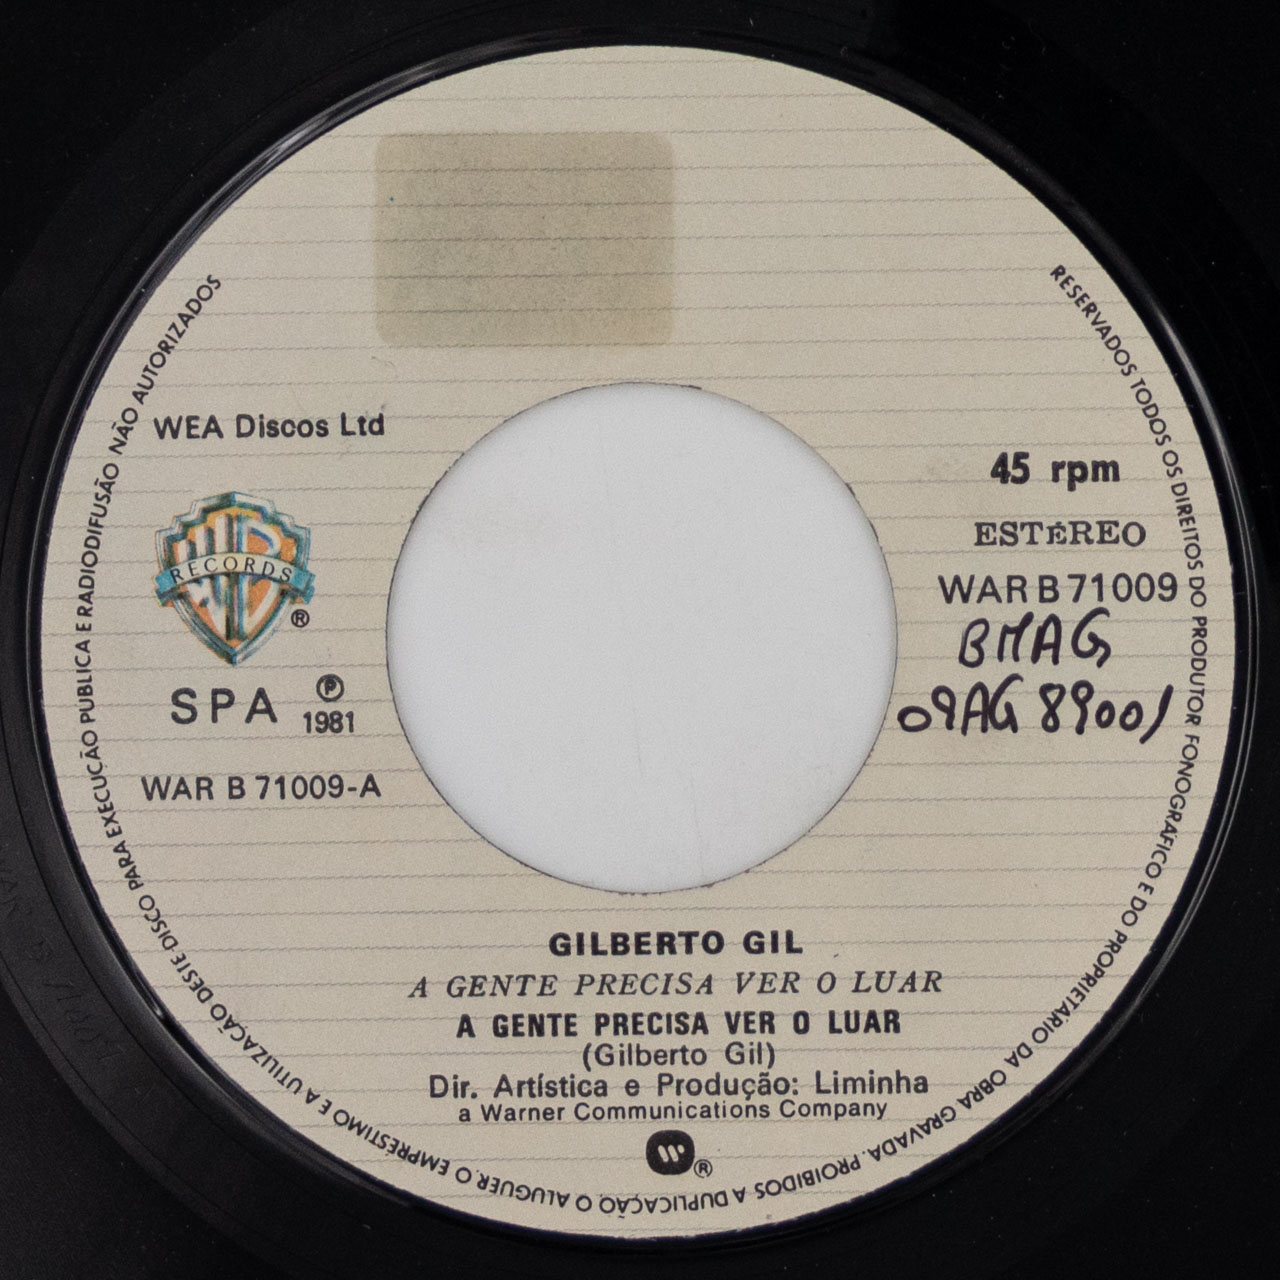 WEA Discos Ltd
WB
RECORDS
®
SPA
Ⓟ
1981
WAR B 71009-A
45 rpm
ESTÉREO
WAR B 71009
BMAG
09AG 89001
GILBERTO GIL
A GENTE PRECISA VER O LUAR
A GENTE PRECISA VER O LUAR
(Gilberto Gil)
Dir. Artística e Produção: Liminha
a Warner Communications Company
®
RESERVADOS TODOS OS DIREITOS DO PRODUTOR FONOGRÁFICO E DO PROPRIETÁRIO DA OBRA GRAVADA. PROIBIDOS A DUPLICAÇÃO O ALUGUER O EMPRÉSTIMO E A UTILIZAÇÃO DESTE DISCO PARA EXECUÇÃO PUBLICA E RADIODIFUSÃO NÃO AUTORIZADOS